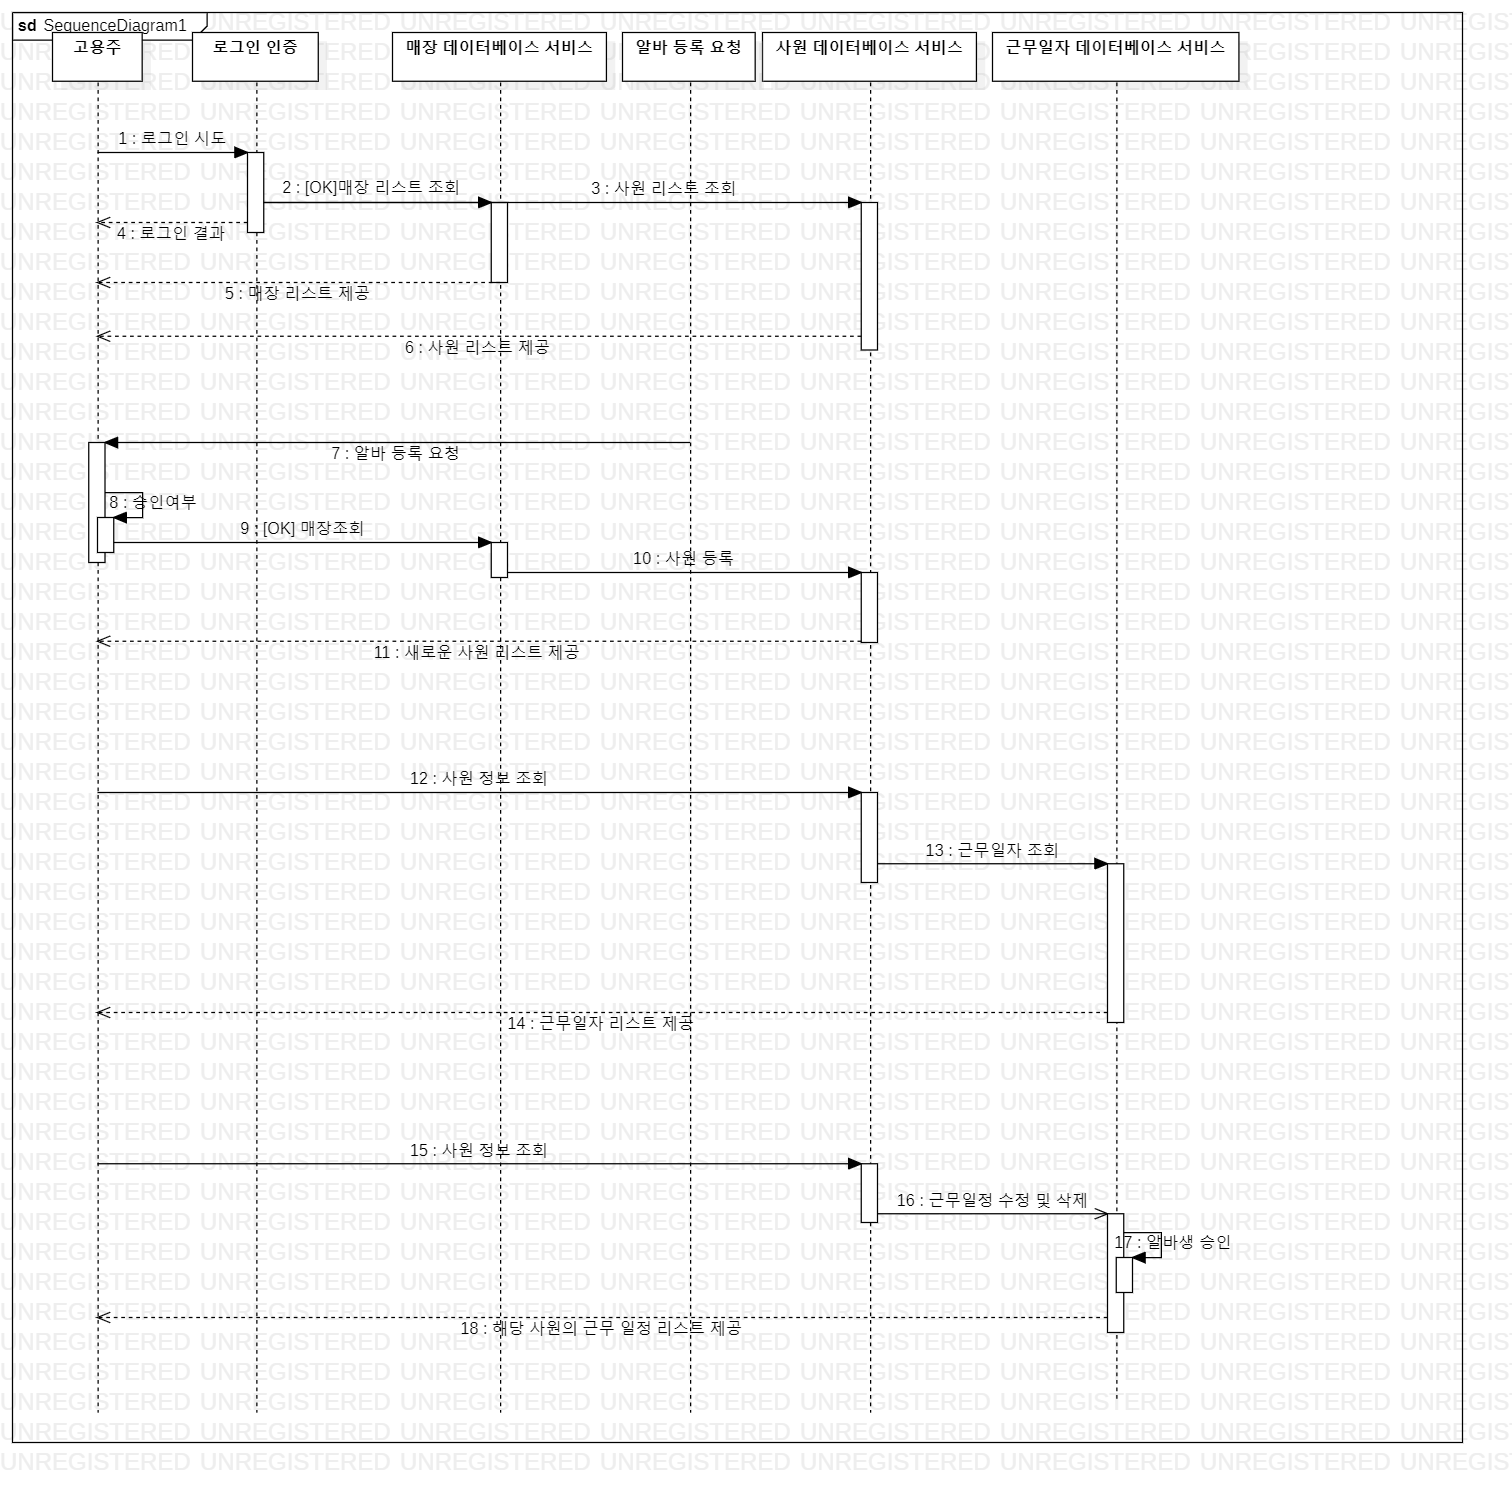 sd SequenceDiagram1
고용주
로그인 인증
매장 데이터베이스 서비스
알바 등록 요청
사원 데이터베이스 서비스
근무일자 데이터베이스 서비스
1 : 로그인 시도
2 : [OK]매장 리스트 조회
3 : 사원 리스트 조회
4 : 로그인 결과
5 : 매장 리스트 제공
6 : 사원 리스트 제공
7 : 알바 등록 요청
8 : 승인여부
9 : [OK] 매장조회
10 : 사원 등록
11 : 새로운 사원 리스트 제공
12 : 사원 정보 조회
13 : 근무일자 조회
14 : 근무일자 리스트 제공
15 : 사원 정보 조회
16 : 근무일정 수정 및 삭제
17 : 알바생 승인
18 : 해당 사원의 근무 일정 리스트 제공
UNREGISTERED